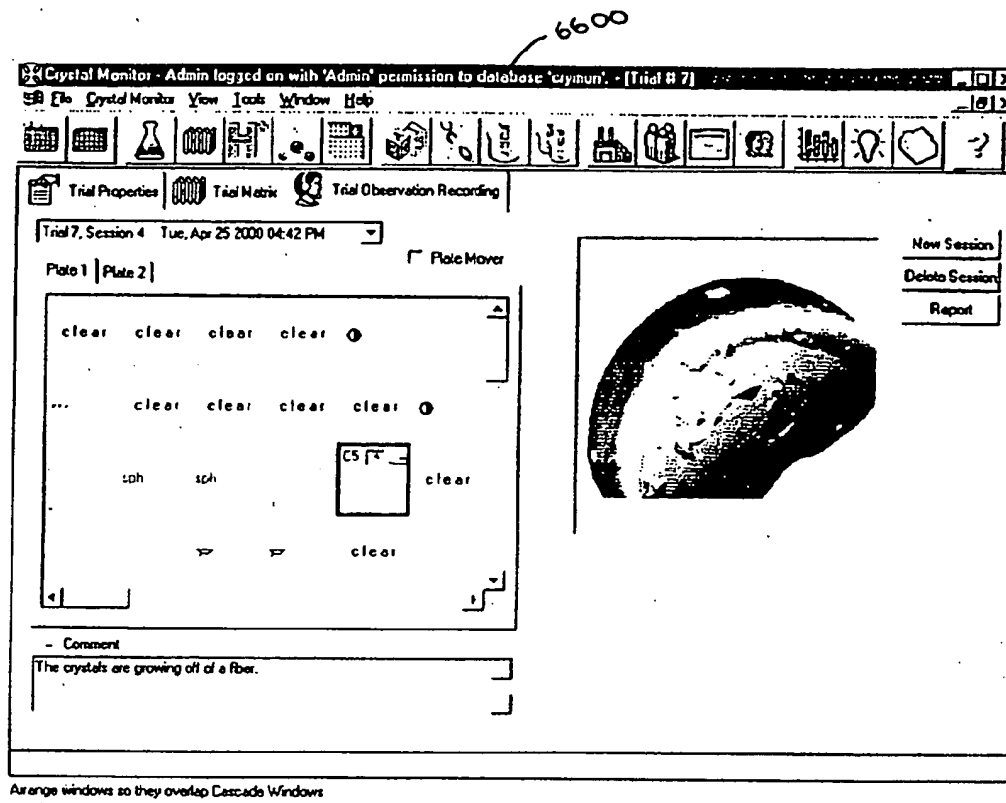 6600
Crystal Monitor - Admin logged on with 'Admin' permission to database 'crymon'. - [Trial # 7]
File Crystal Monitor View Tools Window Help
Trial Properties Trial Matrix Trial Observation Recording
Trial 7, Session 4 Tue, Apr 25 2000 04:42 PM
Plate Mover
New Session
Delete Session
Report
Plate 1 Plate 2
clear clear clear clear
... clear clear clear clear
sph sph C5 clear
clear
Comment
The crystals are growing off of a fiber.
Arrange windows so they overlap Cascade Windows